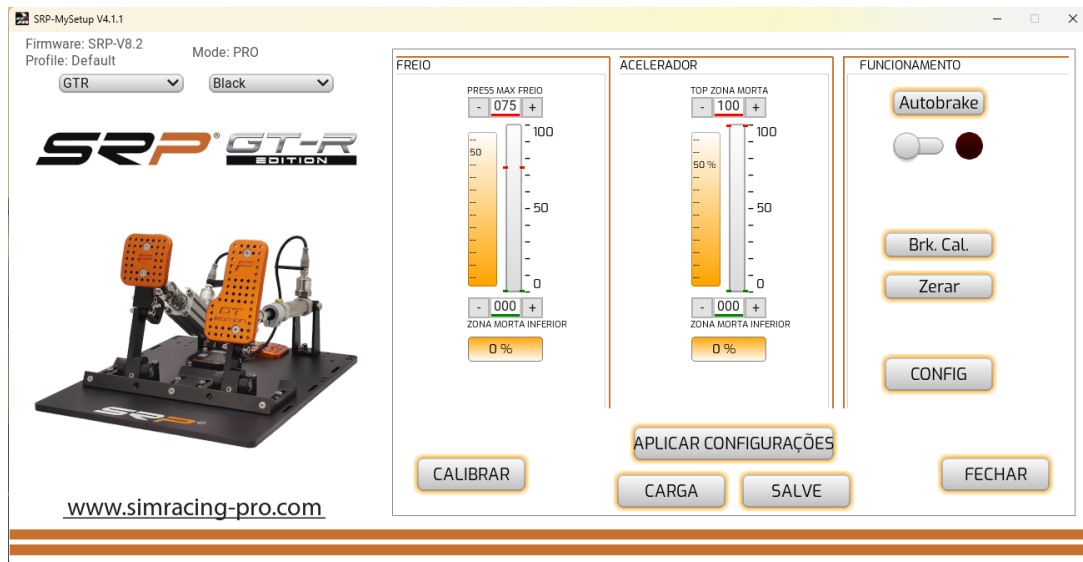 SRP-MySetup V4.1.1
Firmware: SRP-V8.2
Profile: Default
Mode: PRO
GTR
Black
SRP
GT-R
EDITION
www.simracing-pro.com
FREIO
PRESS MAX FREIO
- 075 +
50
100
50
0
- 000 +
ZONA MORTA INFERIOR
0 %
CALIBRAR
ACELERADOR
TOP ZONA MORTA
- 100 +
50 %
100
50
0
- 000 +
ZONA MORTA INFERIOR
0 %
APLICAR CONFIGURAÇÕES
CARGA
SALVE
FUNCIONAMENTO
Autobrake
Brk. Cal.
Zerar
CONFIG
FECHAR
GT
EDITION
SRP